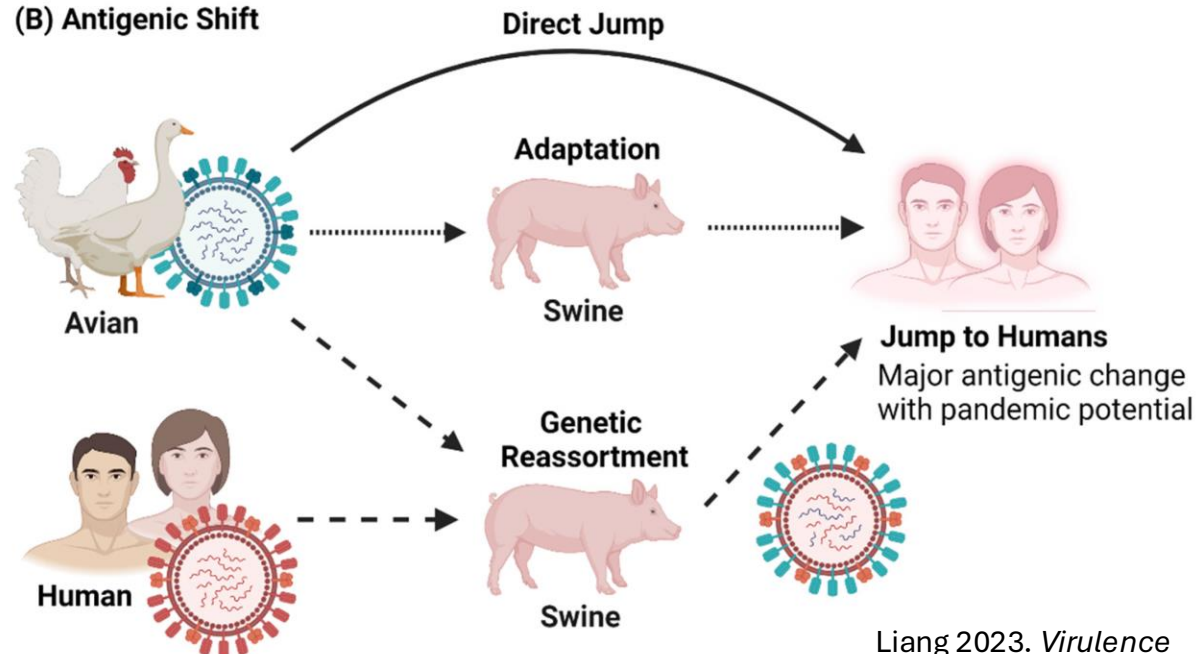 (B) Antigenic Shift
Direct Jump
Adaptation
Avian
Swine
Jump to Humans
Major antigenic change
with pandemic potential
Genetic
Reassortment
Human
Swine
Liang 2023. Virulence